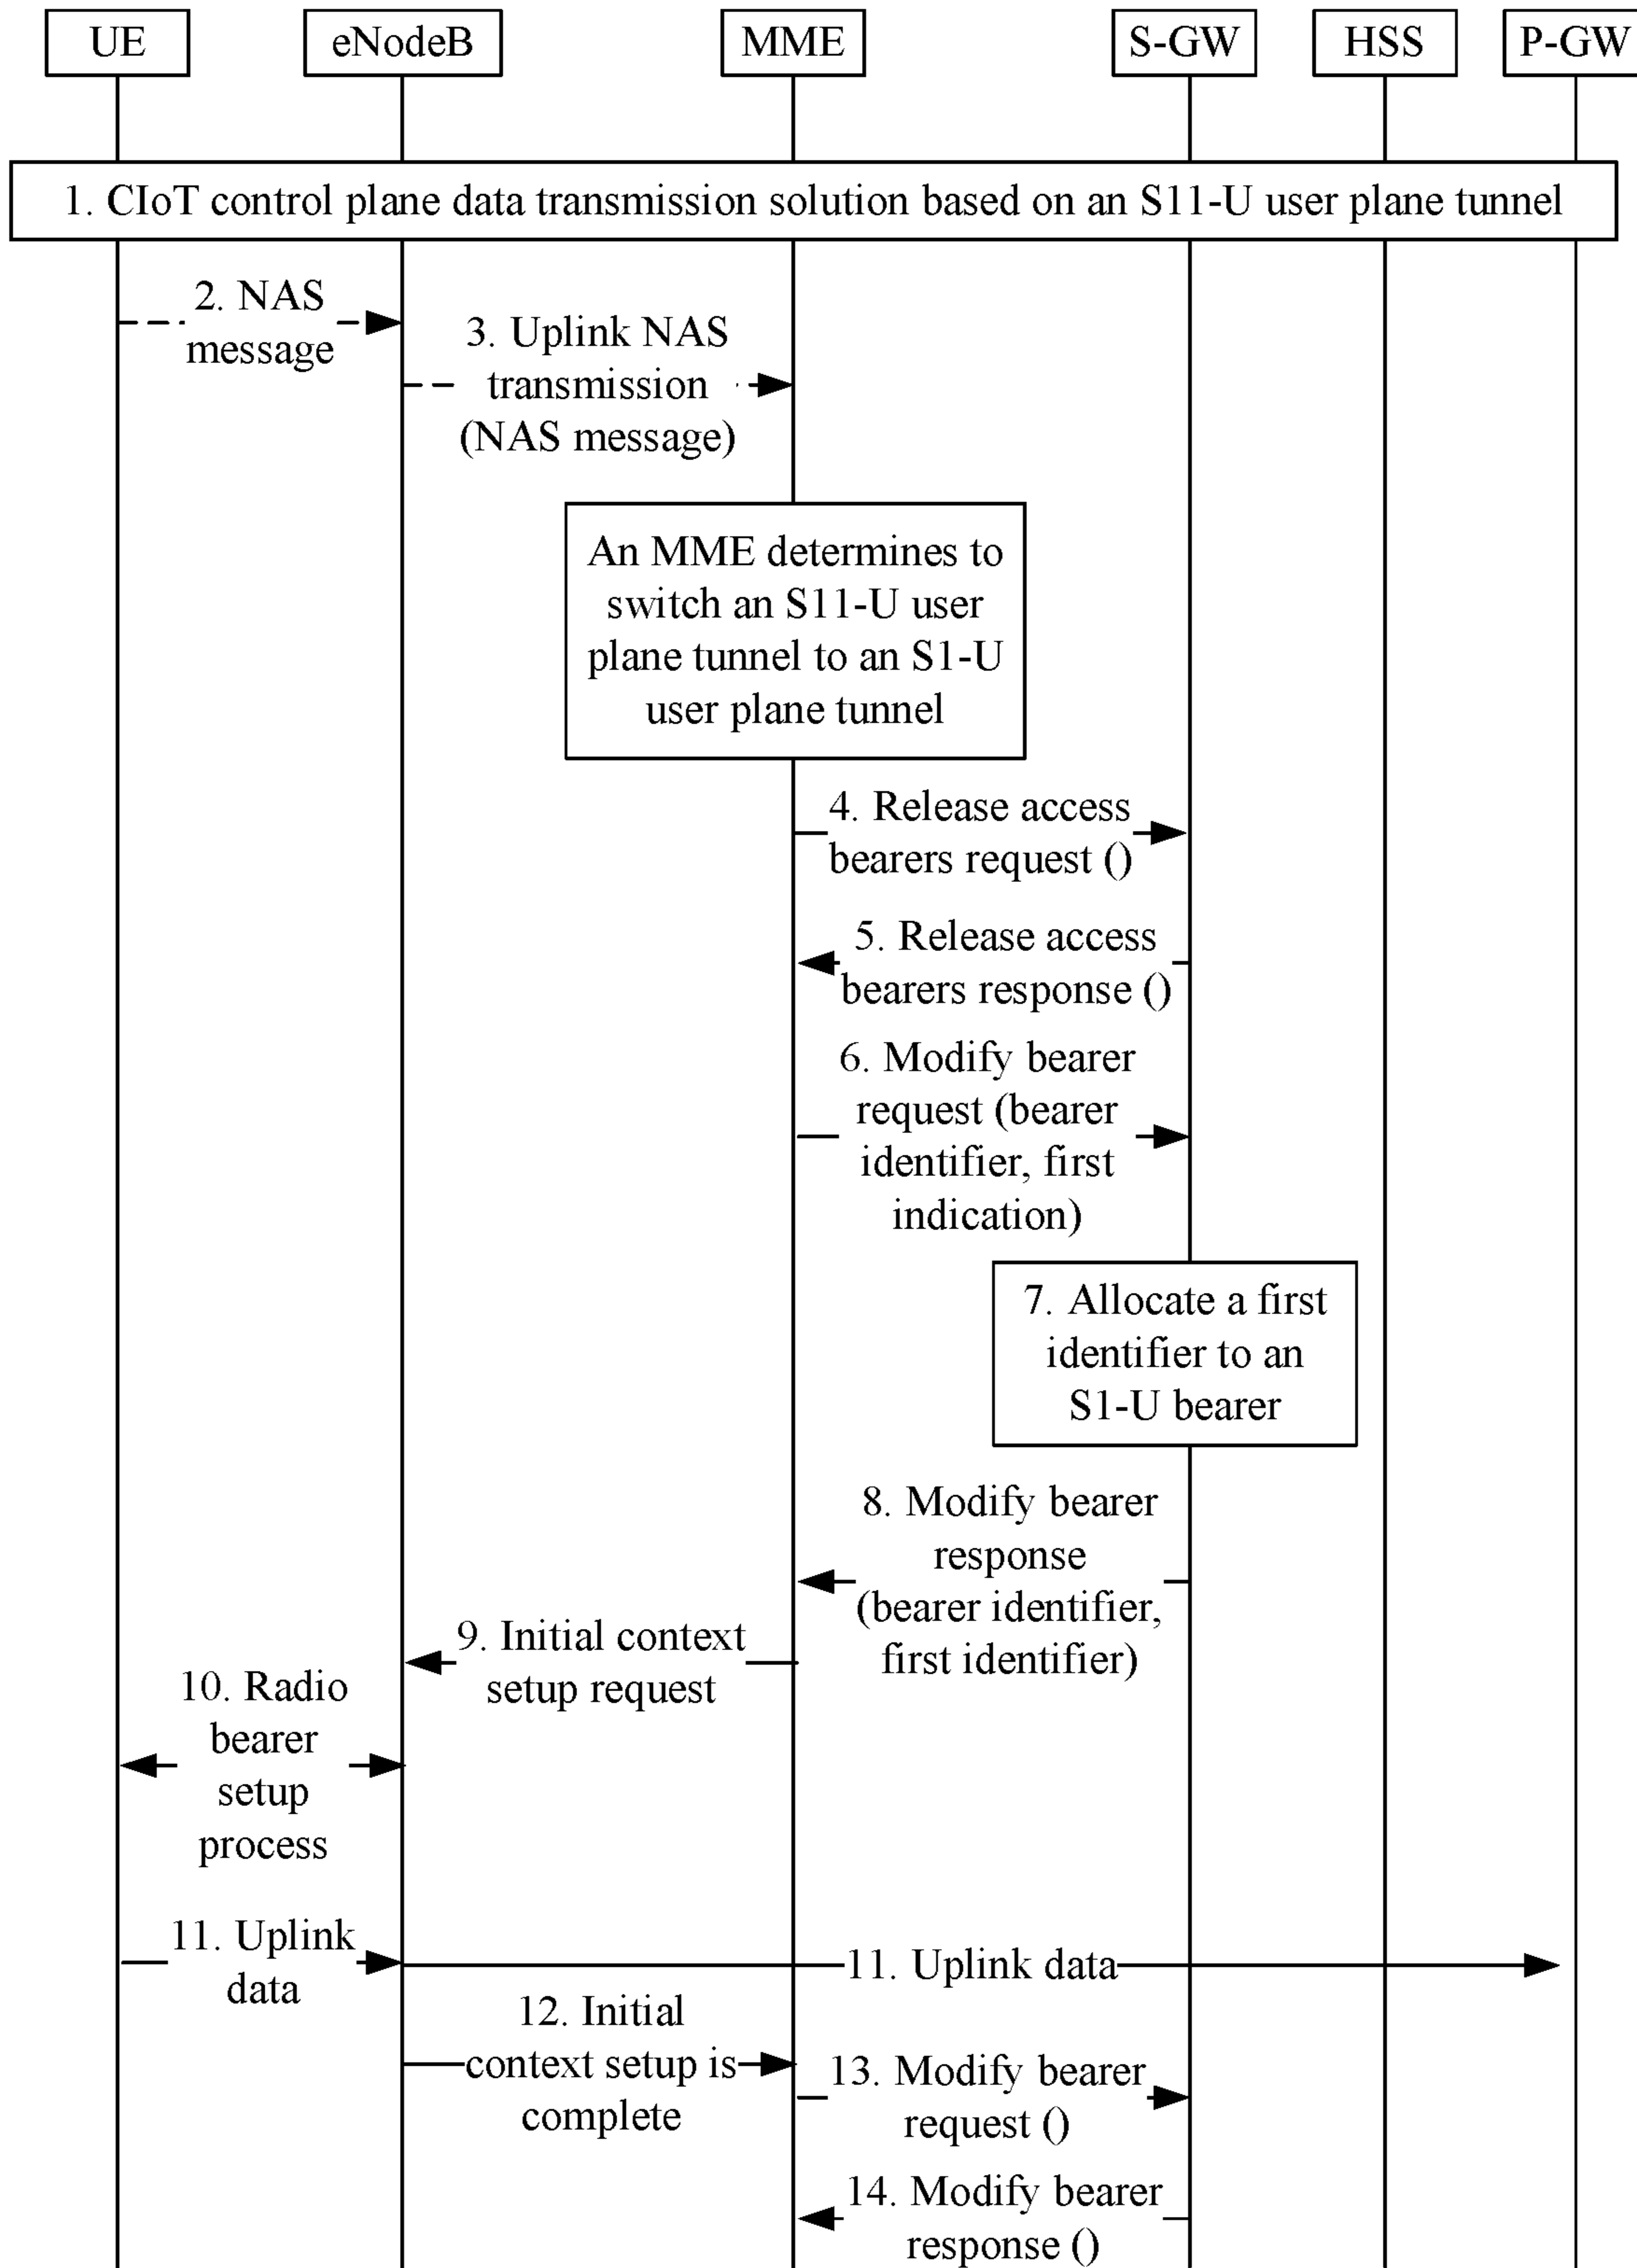 UE
eNodeB
MME
S-GW
HSS
P-GW
1. CIoT control plane data transmission solution based on an S11-U user plane tunnel
2. NAS
message
3. Uplink NAS
transmission
(NAS message)
An MME determines to
switch an S11-U user
plane tunnel to an S1-U
user plane tunnel
4. Release access
bearers request ()
5. Release access
bearers response ()
6. Modify bearer
request (bearer
identifier, first
indication)
7. Allocate a first
identifier to an
S1-U bearer
8. Modify bearer
response
(bearer identifier,
first identifier)
9. Initial context
setup request
10. Radio
bearer
setup
process
11. Uplink
data
11. Uplink data
12. Initial
context setup is
complete
13. Modify bearer
request ()
14. Modify bearer
response ()